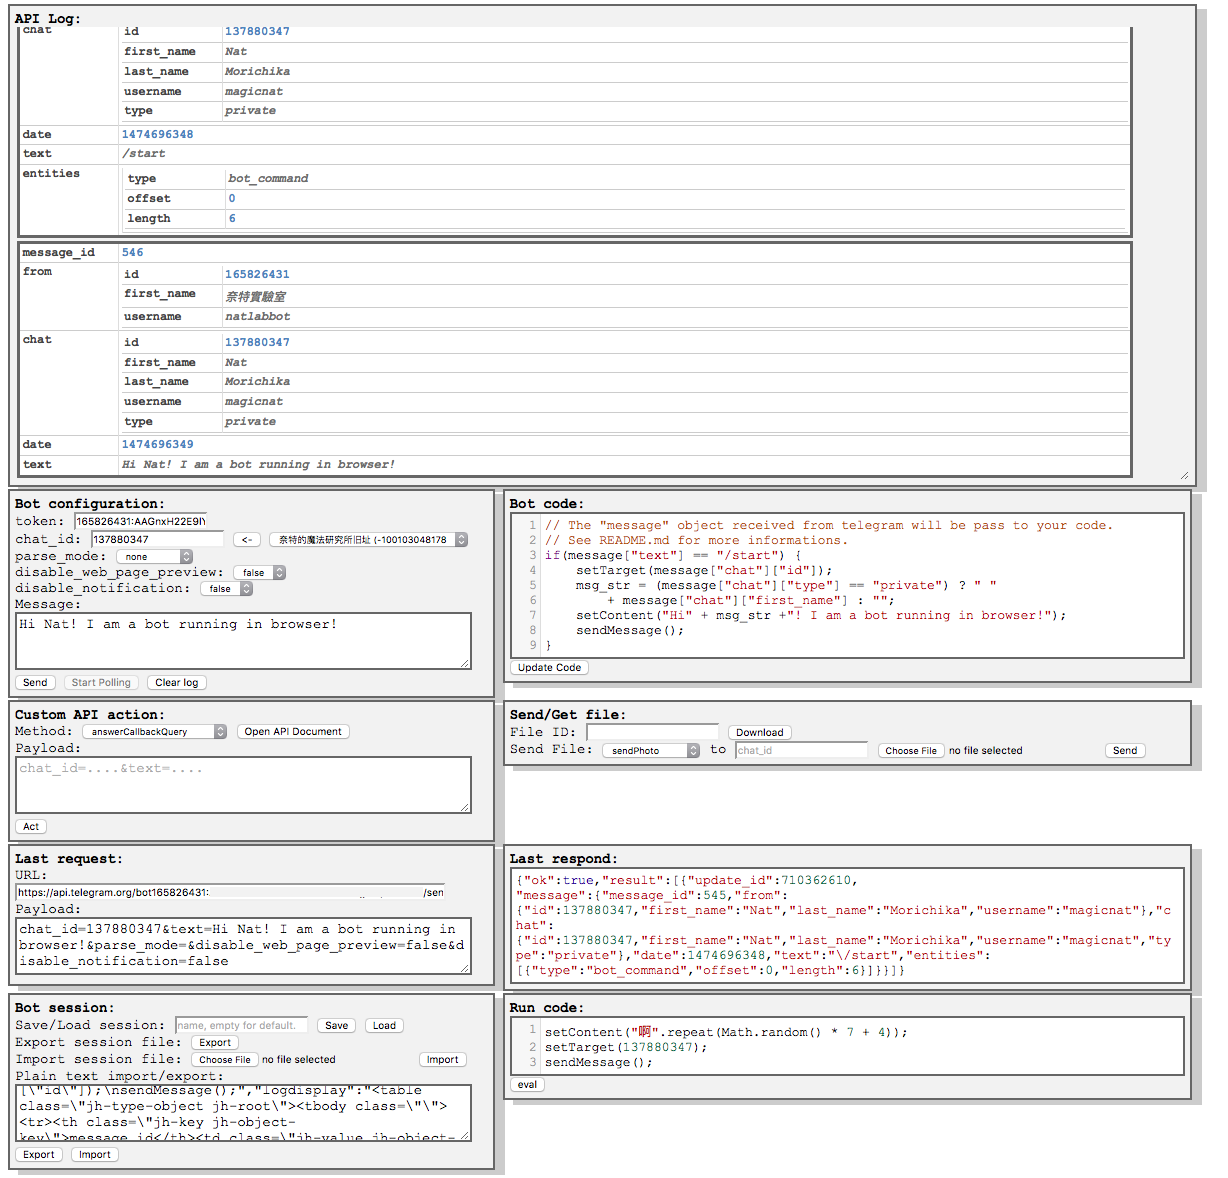 API Log:
chat
id 137880347
first_name Nat
last_name Morichika
username magicnat
type private
date 1474696348
text /start
entities
type bot_command
offset 0
length 6
message_id 546
from
id 165826431
first_name 奈特實驗室
username natlabbot
chat
id 137880347
first_name Nat
last_name Morichika
username magicnat
type private
date 1474696349
text Hi Nat! I am a bot running in browser!
Bot configuration:
token: 165826431:AAGnxH22E9I
chat_id: 137880347 <- 奈特的魔法研究所旧址 (-100103048178
parse_mode: none
disable_web_page_preview: false
disable_notification: false
Message:
Hi Nat! I am a bot running in browser!
Send Start Polling Clear log
Bot code:
1 // The "message" object received from telegram will be pass to your code.
2 // See README.md for more informations.
3 if(message["text"] == "/start") {
4 setTarget(message["chat"]["id"]);
5 msg_str = (message["chat"]["type"] == "private") ? " "
6 + message["chat"]["first_name"] : "";
7 setContent("Hi" + msg_str +"! I am a bot running in browser!");
8 sendMessage();
9 }
Update Code
Custom API action:
Method: answerCallbackQuery Open API Document
Payload:
chat_id=....&text=....
Act
Send/Get file:
File ID: Download
Send File: sendPhoto to chat_id Choose File no file selected Send
Last request:
URL:
https://api.telegram.org/bot165826431: /sen
Payload:
chat_id=137880347&text=Hi Nat! I am a bot running in
browser!&parse_mode=&disable_web_page_preview=false&d
isable_notification=false
Last respond:
{"ok":true,"result":[{"update_id":710362610,
"message":{"message_id":545,"from":
{"id":137880347,"first_name":"Nat","last_name":"Morichika","username":"magicnat"},"c
hat":
{"id":137880347,"first_name":"Nat","last_name":"Morichika","username":"magicnat","ty
pe":"private"},"date":1474696348,"text":"\/start","entities":
[{"type":"bot_command","offset":0,"length":6}]}}]}
Bot session:
Save/Load session: name, empty for default. Save Load
Export session file: Export
Import session file: Choose File no file selected Import
Plain text import/export:
[\"id\"]);\nsendMessage();","logdisplay":"<table
class=\"jh-type-object jh-root\"><tbody class=\"\">
<tr><th class=\"jh-key jh-object-
key\">message_id</th><td class=\"jh-value jh-object-
Export Import
Run code:
1 setContent("啊".repeat(Math.random() * 7 + 4));
2 setTarget(137880347);
3 sendMessage();
eval